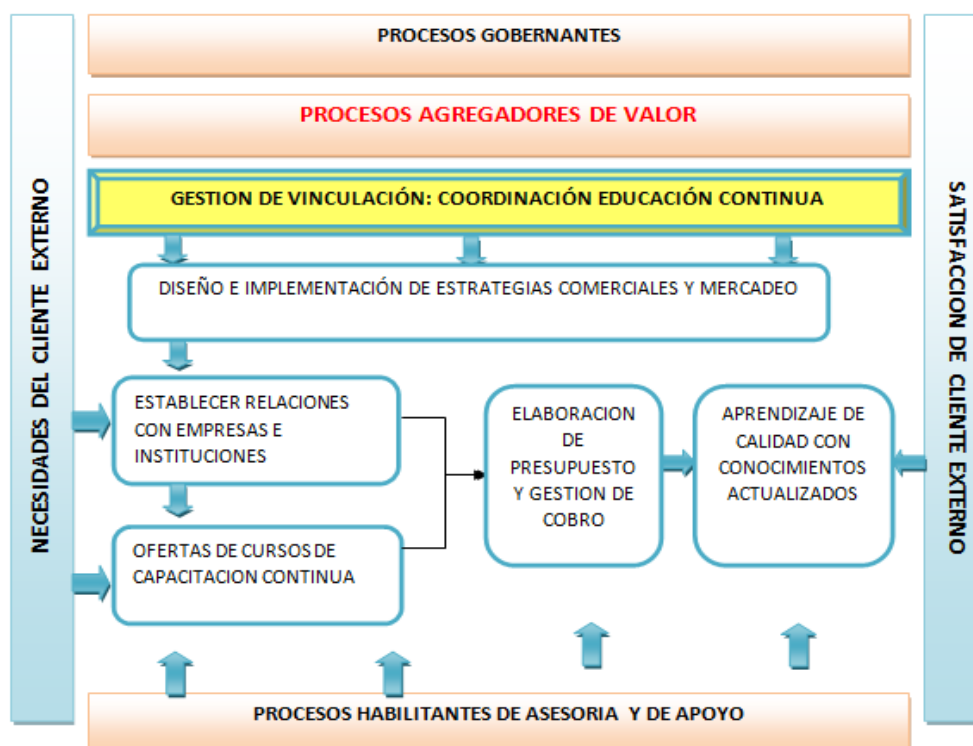 PROCESOS GOBERNANTES
PROCESOS AGREGADORES DE VALOR
GESTION DE VINCULACIÓN: COORDINACIÓN EDUCACIÓN CONTINUA
NECESIDADES DEL CLIENTE EXTERNO
DISEÑO E IMPLEMENTACIÓN DE ESTRATEGIAS COMERCIALES Y MERCADEO
ESTABLECER RELACIONES
CON EMPRESAS E
INSTITUCIONES
OFERTAS DE CURSOS DE
CAPACITACION CONTINUA
ELABORACION
DE
PRESUPUESTO
Y GESTION DE
COBRO
APRENDIZAJE DE
CALIDAD CON
CONOCIMIENTOS
ACTUALIZADOS
SATISFACCION DE CLIENTE EXTERNO
PROCESOS HABILITANTES DE ASESORIA Y DE APOYO